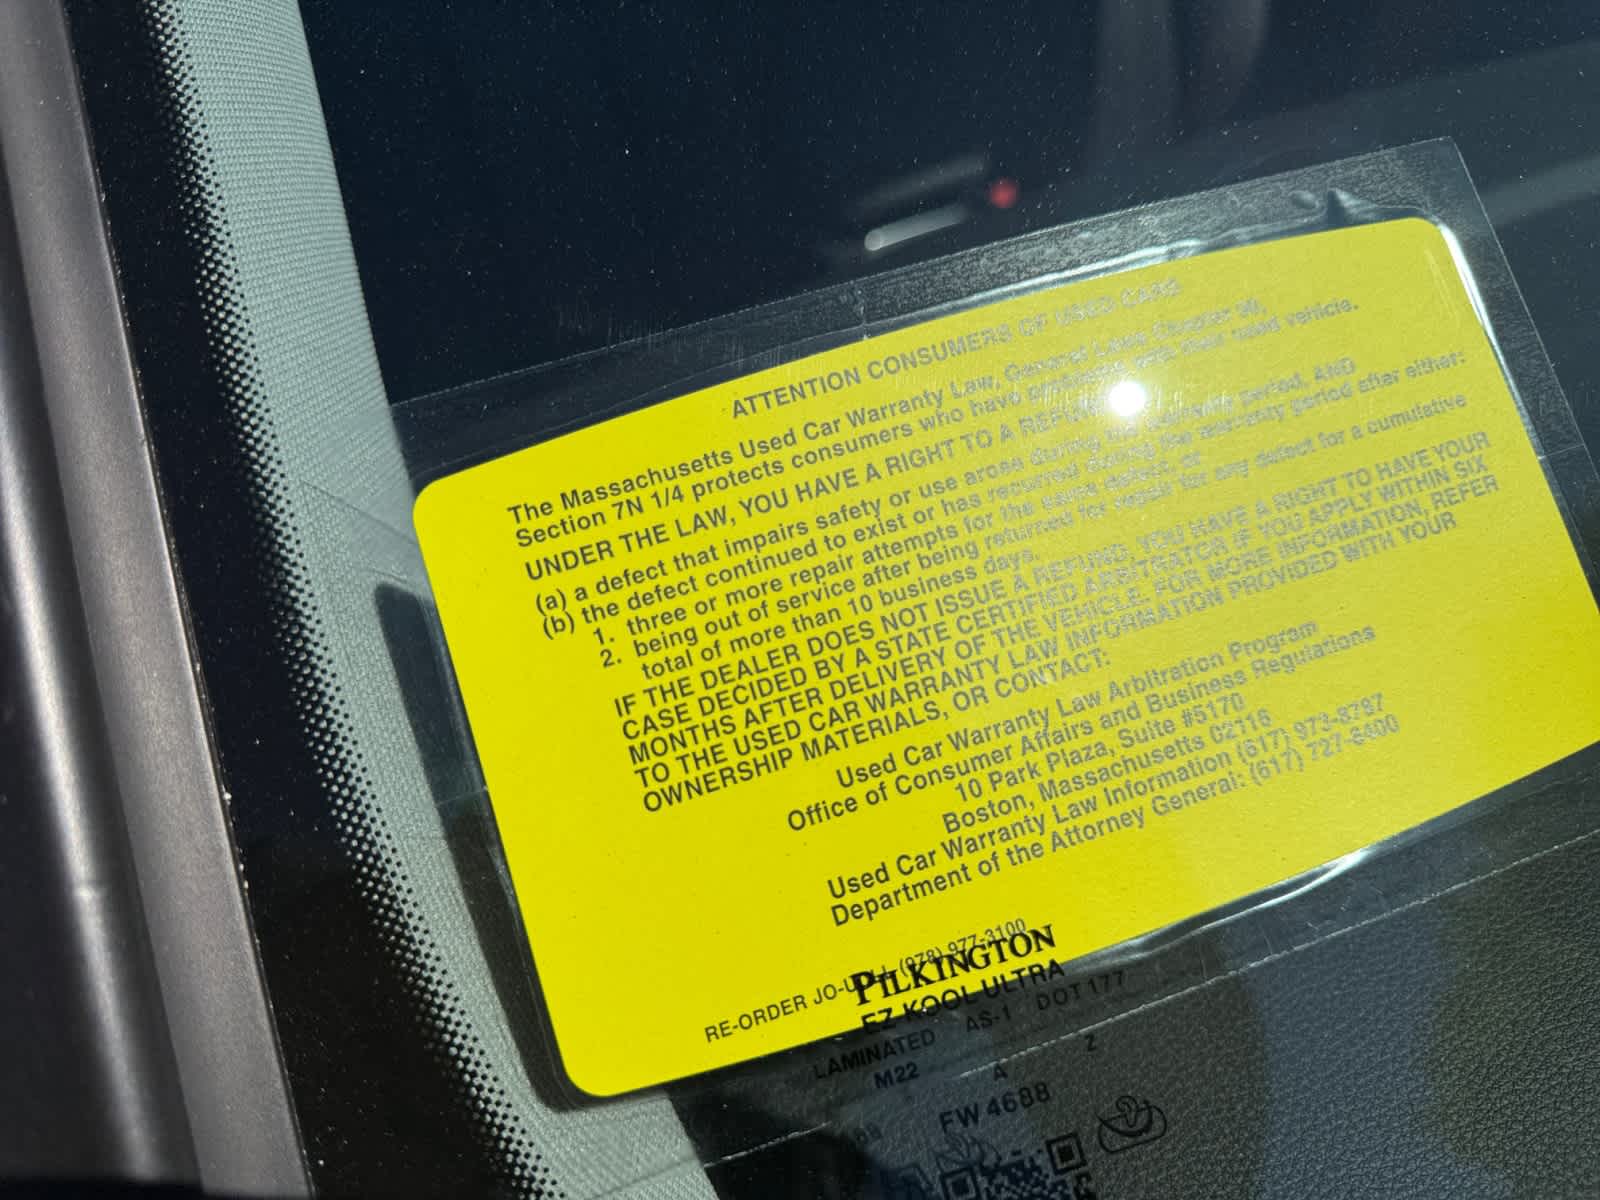 ATTENTION CONSUMERS OF USED CARS
The Massachusetts Used Car Warranty Law, General Laws Chapter 90,
Section 7N 1/4 protects consumers who have problems with their used vehicle.
UNDER THE LAW, YOU HAVE A RIGHT TO A REFUND
(a) a defect that impairs safety or use arose during the warranty period, AND
(b) the defect continued to exist or has recurred during the warranty period after either:
1. three or more repair attempts for the same defect, or
2. being out of service after being returned for repair for any defect for a cumulative
total of more than 10 business days.
IF THE DEALER DOES NOT ISSUE A REFUND, YOU HAVE A RIGHT TO HAVE YOUR
CASE DECIDED BY A STATE CERTIFIED ARBITRATOR IF YOU APPLY WITHIN SIX
MONTHS AFTER DELIVERY OF THE VEHICLE. FOR MORE INFORMATION, REFER
TO THE USED CAR WARRANTY LAW INFORMATION PROVIDED WITH YOUR
OWNERSHIP MATERIALS, OR CONTACT:
Used Car Warranty Law Arbitration Program
Office of Consumer Affairs and Business Regulations
10 Park Plaza, Suite #5170
Boston, Massachusetts 02116
Used Car Warranty Law Information (617) 973-8787
Department of the Attorney General: (617) 727-8400
RE-ORDER (978) 977-3100
PILKINGTON
EZ KOOL ULTRA
LAMINATED AS-1 DOT 177
M22 A Z
FW 4688